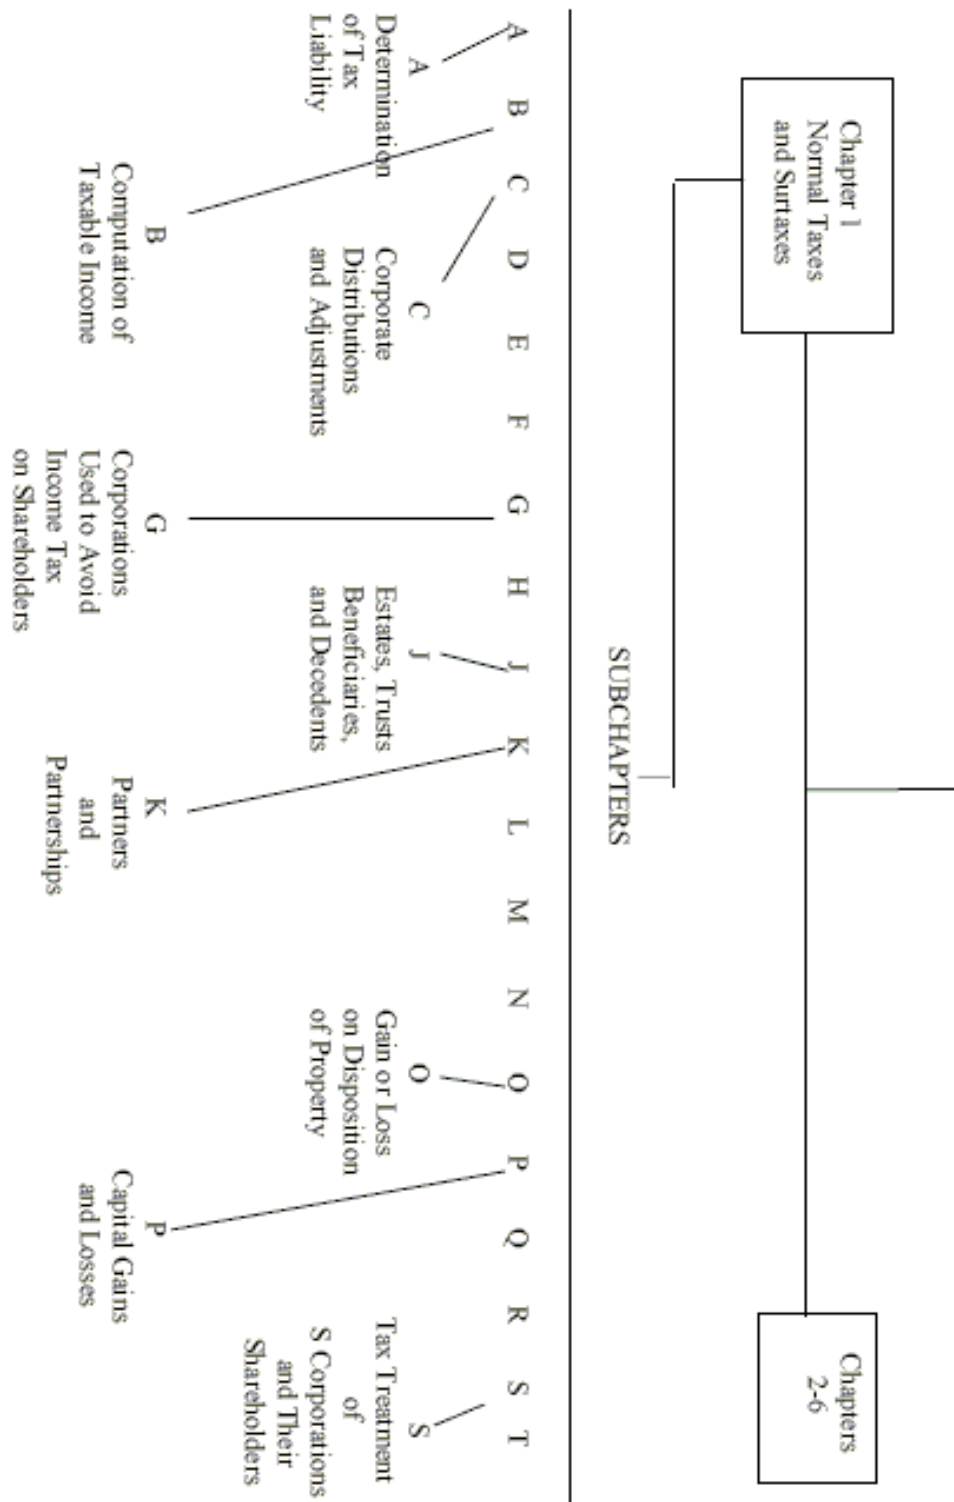 Chapter 1
Normal Taxes
and Surtaxes
Chapters
2-6
SUBCHAPTERS
A B C D E F G H J K L M N O P Q R S T
A
Determination
of Tax
Liability
C
Corporate
Distributions
and Adjustments
J
Estates, Trusts
Beneficiaries,
and Decedents
O
Gain or Loss
on Disposition
of Property
S
Tax Treatment
of
S Corporations
and Their
Shareholders
B
Computation of
Taxable Income
G
Corporations
Used to Avoid
Income Tax
on Shareholders
K
Partners
and
Partnerships
P
Capital Gains
and Losses